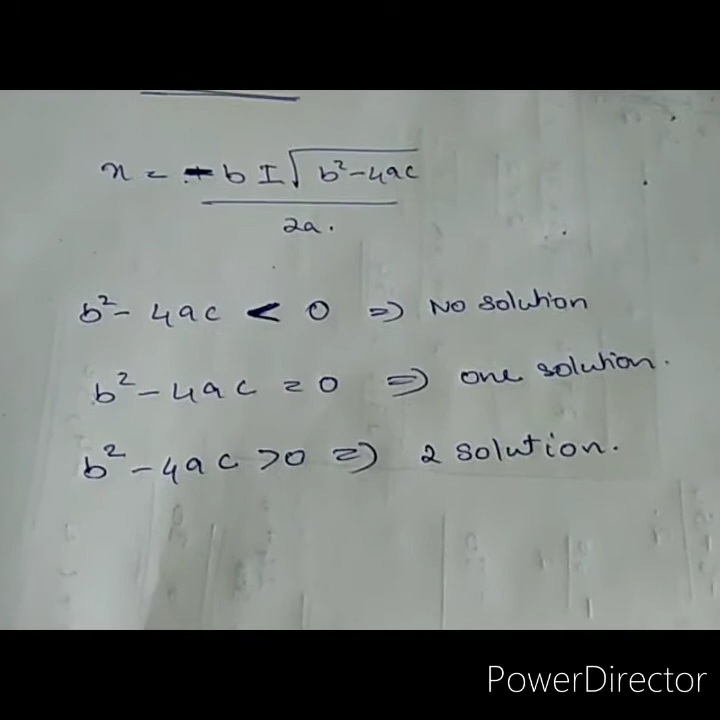 x = -b ± √b²-4ac
2a.
b²- 4ac < 0 => No solution
b²-4ac = 0 => one solution.
b²-4ac >0 => 2 solution.
PowerDirector